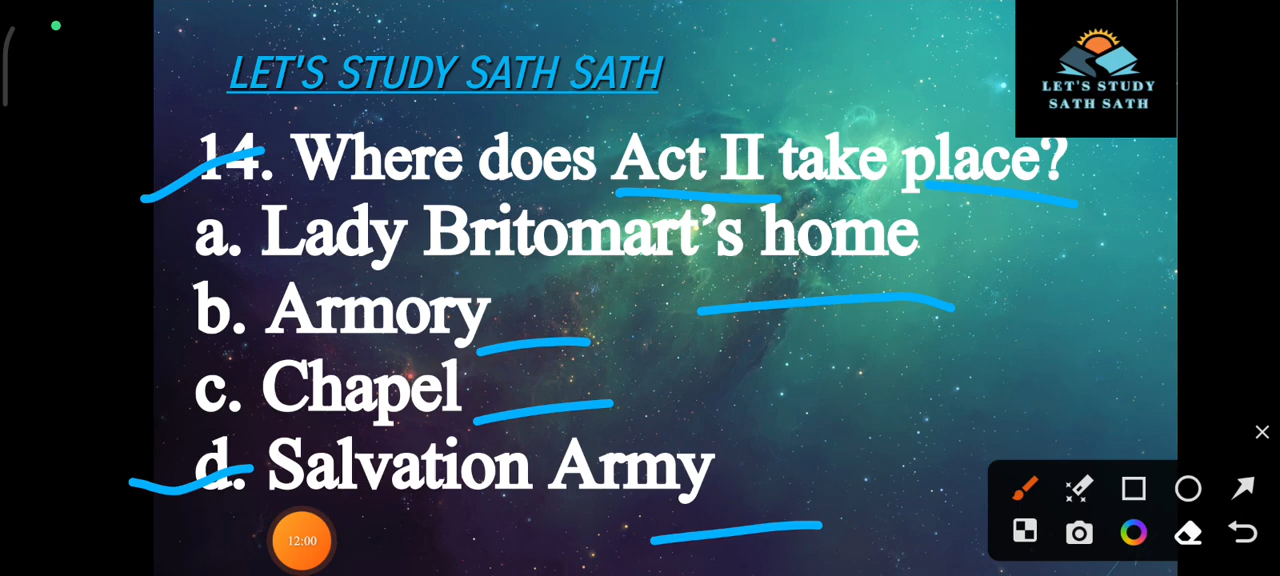 LET'S STUDY SATH SATH
LET'S STUDY
SATH SATH
14. Where does Act II take place?
a. Lady Britomart’s home
b. Armory
c. Chapel
d. Salvation Army
12:00